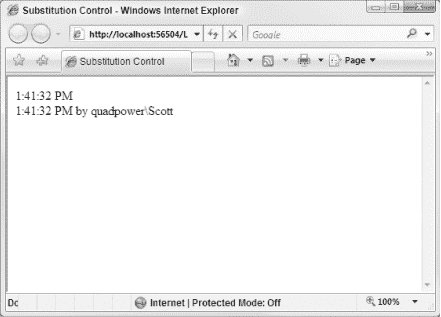 Substitution Control - Windows Internet Explorer
http://localhost:56504/L
Google
Substitution Control
Page
1:41:32 PM
1:41:32 PM by quadpower\Scott
Dc
Internet | Protected Mode: Off
100%